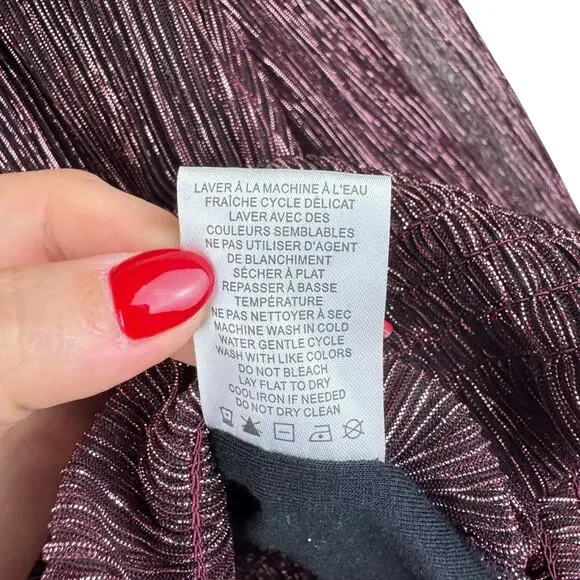 LAVER À LA MACHINE À L'EAU
FRAÎCHE CYCLE DÉLICAT
LAVER AVEC DES
COULEURS SEMBLABLES
NE PAS UTILISER D'AGENT
DE BLANCHIMENT
SÉCHER À PLAT
REPASSER À BASSE
TEMPÉRATURE
NE PAS NETTOYER À SEC
MACHINE WASH IN COLD
WATER GENTLE CYCLE
WASH WITH LIKE COLORS
DO NOT BLEACH
LAY FLAT TO DRY
COOL IRON IF NEEDED
DO NOT DRY CLEAN